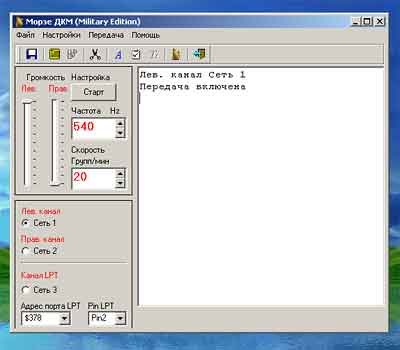 Морзе ДКМ (Military Edition)
Файл Настройки Передача Помощь
Громкость Настройка
Лев. Прав.
Старт
Частота Hz
540
Скорость
Групп/мин
20
Лев. канал
Сеть 1
Прав. канал
Сеть 2
Канал LPT
Сеть 3
Адрес порта LPT Pin LPT
$378 Pin2
Лев. канал Сеть 1
Передача включена